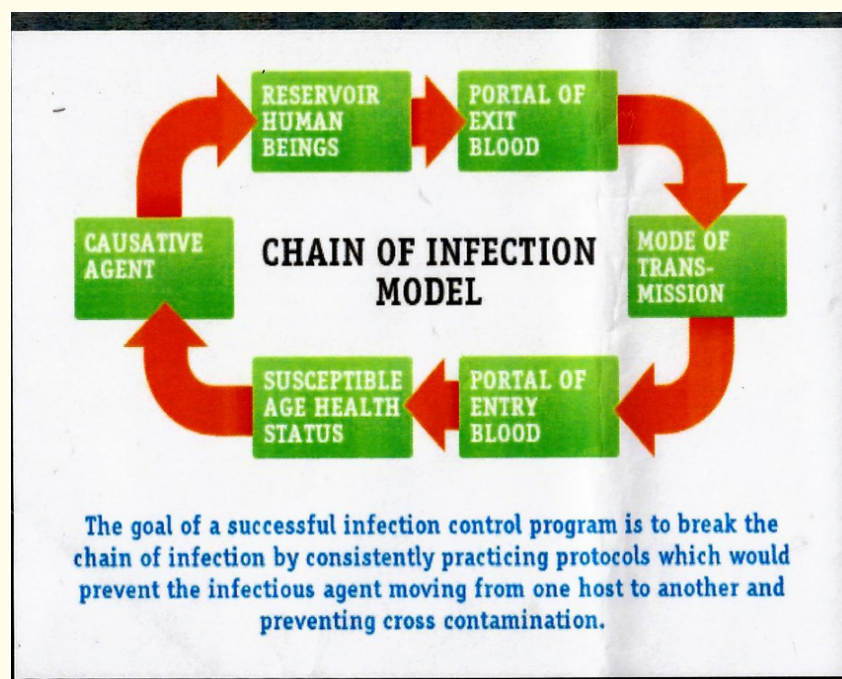 RESERVOIR
HUMAN
BEINGS
PORTAL OF
EXIT
BLOOD
MODE OF
TRANS-
MISSION
PORTAL OF
ENTRY
BLOOD
SUSCEPTIBLE
AGE HEALTH
STATUS
CAUSATIVE
AGENT
CHAIN OF INFECTION
MODEL
The goal of a successful infection control program is to break the
chain of infection by consistently practicing protocols which would
prevent the infectious agent moving from one host to another and
preventing cross contamination.